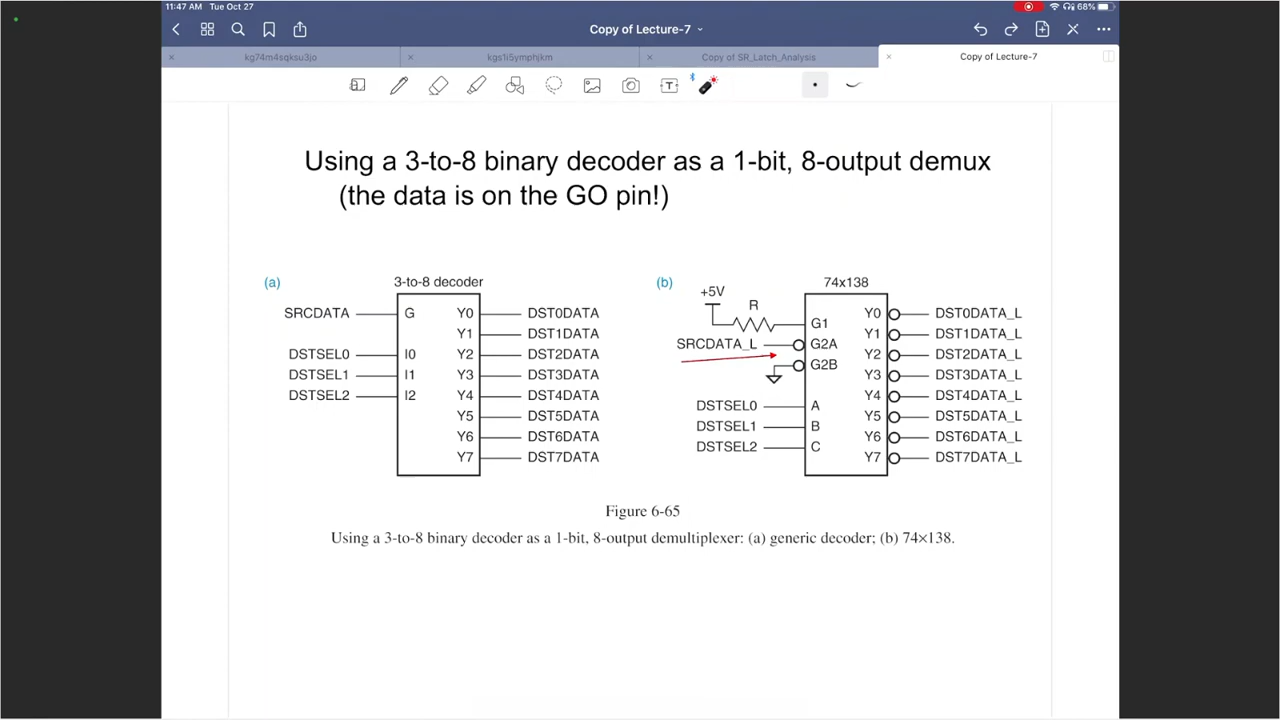 11:47 AM Tue Oct 27
68%
Copy of Lecture-7
kg74m4sqksu3jo
kgs1i5ymphjkm
Copy of SR_Latch_Analysis
Copy of Lecture-7
Using a 3-to-8 binary decoder as a 1-bit, 8-output demux
(the data is on the GO pin!)
(a)
3-to-8 decoder
SRCDATA G Y0 DST0DATA
Y1 DST1DATA
DSTSEL0 I0 Y2 DST2DATA
DSTSEL1 I1 Y3 DST3DATA
DSTSEL2 I2 Y4 DST4DATA
Y5 DST5DATA
Y6 DST6DATA
Y7 DST7DATA
(b)
74x138
+5V
R
G1 Y0 DST0DATA_L
Y1 DST1DATA_L
SRCDATA_L G2A
Y2 DST2DATA_L
G2B Y3 DST3DATA_L
Y4 DST4DATA_L
DSTSEL0 A Y5 DST5DATA_L
DSTSEL1 B Y6 DST6DATA_L
DSTSEL2 C Y7 DST7DATA_L
Figure 6-65
Using a 3-to-8 binary decoder as a 1-bit, 8-output demultiplexer: (a) generic decoder; (b) 74×138.